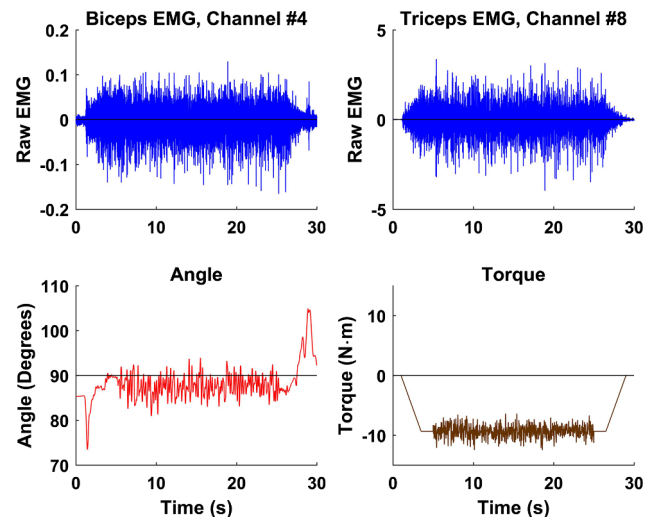 Biceps EMG, Channel #4
Raw EMG
0.2
0.1
0
-0.1
-0.2
0 10 20 30
Triceps EMG, Channel #8
Raw EMG
5
0
-5
0 10 20 30
Angle
Angle (Degrees)
110
100
90
80
70
0 10 20 30
Time (s)
Torque
Torque (N·m)
10
0
-10
0 10 20 30
Time (s)